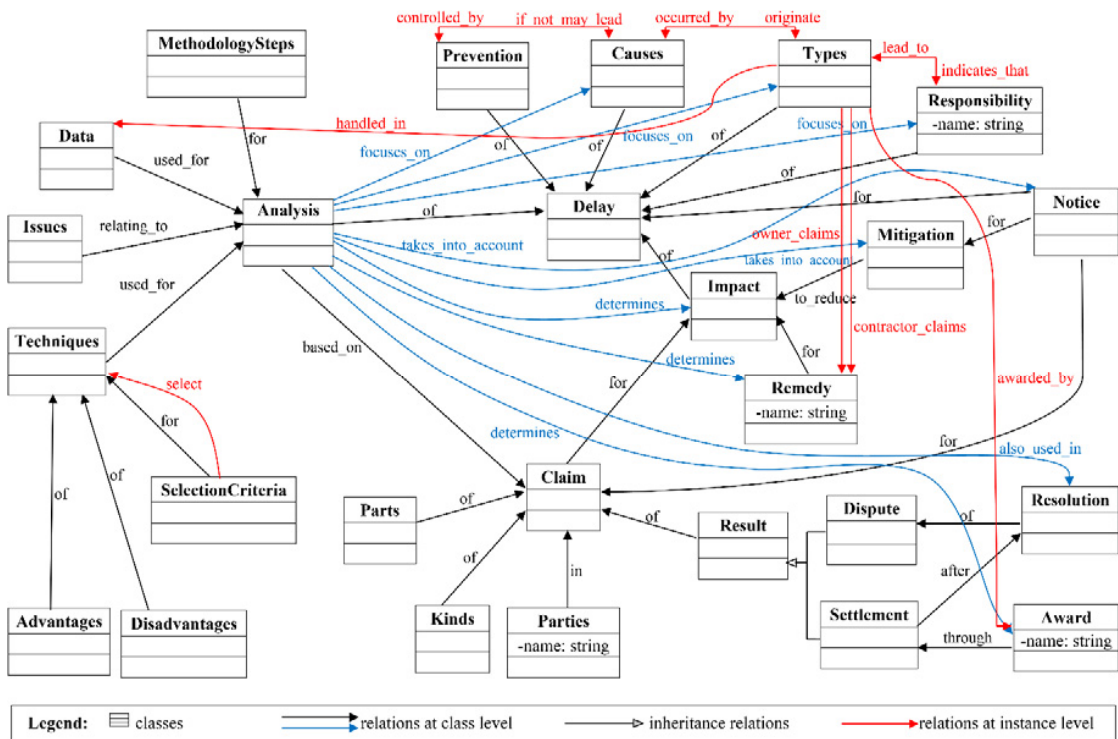 controlled_by
if_not_may_lead
occurred_by
originate
MethodologySteps
Prevention
Causes
Types
lead_to
indicates_that
Responsibility
-name: string
Data
handled_in
for
used_for
focuses_on
of
of
focuses_on
of
focuses_on
of
Issues
relating_to
Analysis
of
Delay
for
Notice
takes_into_account
owner_claims
Mitigation
for
takes_into_account
used_for
of
Impact
to_reduce
determines
Techniques
based_on
contractor_claims
determines
for
select
for
Remedy
-name: string
awarded_by
for
determines
also_used_in
for
of
of
SelectionCriteria
Claim
Parts
of
of
Result
Dispute
of
Resolution
of
in
after
Advantages
Disadvantages
Kinds
Parties
-name: string
Settlement
through
Award
-name: string
Legend:
classes
relations at class level
inheritance relations
relations at instance level